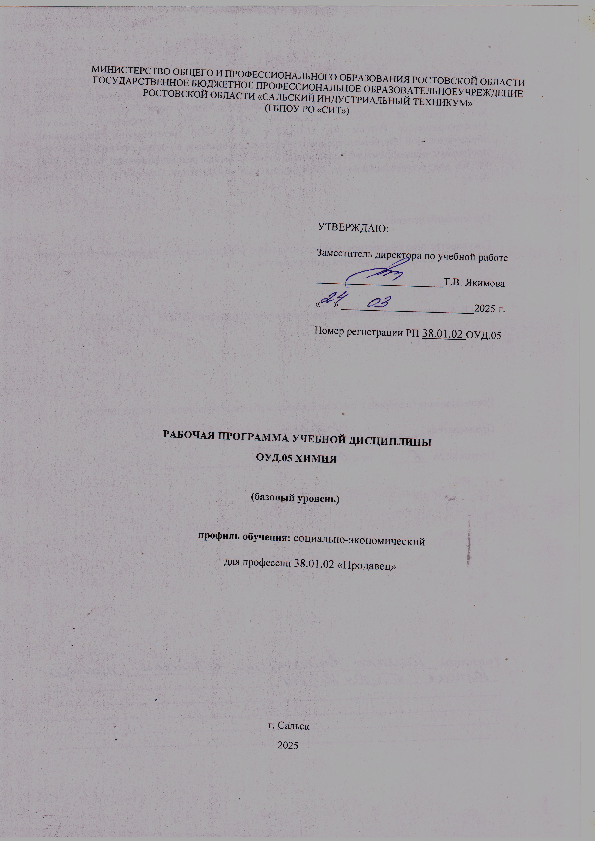 МИНИСТЕРСТВО ОБЩЕГО И ПРОФЕССИОНАЛЬНОГО ОБРАЗОВАНИЯ РОСТОВСКОЙ ОБЛАСТИ
ГОСУДАРСТВЕННОЕ БЮДЖЕТНОЕ ПРОФЕССИОНАЛЬНОЕ ОБРАЗОВАТЕЛЬНОЕУЧРЕЖДЕНИЕ
РОСТОВСКОЙ ОБЛАСТИ «САЛЬСКИЙ ИНДУСТРИАЛЬНЫЙ ТЕХНИКУМ»
(ГБПОУ РО «СИТ»)
УТВЕРЖДАЮ:
Заместитель директора по учебной работе
Т.В. Якимова
«24» 03 2025 г.
Номер регистрации РП 38.01.02 ОУД.05
РАБОЧАЯ ПРОГРАММА УЧЕБНОЙ ДИСЦИПЛИНЫ
ОУД.05 ХИМИЯ
(базовый уровень)
профиль обучения: социально-экономический
для профессии 38.01.02 «Продавец»
г. Сальск
2025